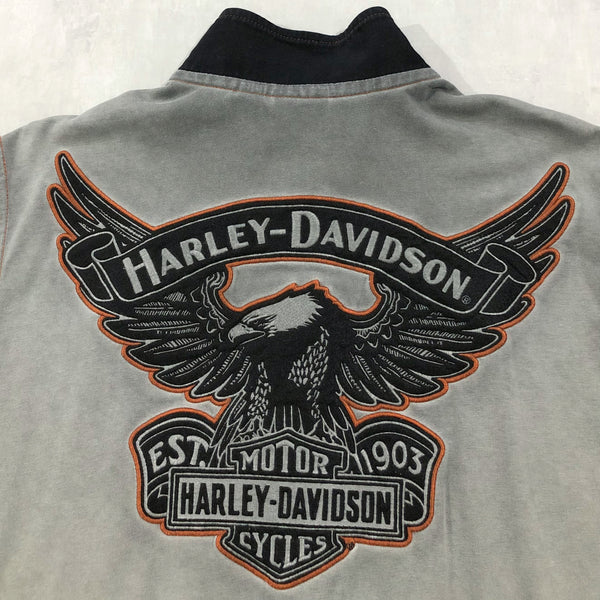 HARLEY-DAVIDSON ®
EST. MOTOR 1903
HARLEY-DAVIDSON
CYCLES